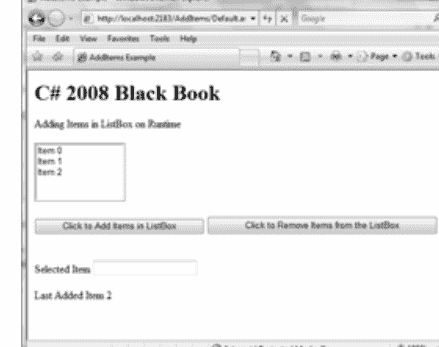 http://localhost:2183/AddItems/Default.a
Google
File Edit View Favorites Tools Help
AddItems Example
Page Tools
C# 2008 Black Book
Adding Items in ListBox on Runtime
Item 0
Item 1
Item 2
Click to Add Items in ListBox
Click to Remove Items from the ListBox
Selected Item
Last Added Item 2